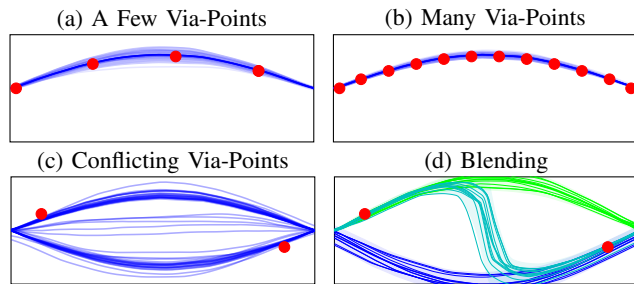 (a) A Few Via-Points
(b) Many Via-Points
(c) Conflicting Via-Points
(d) Blending